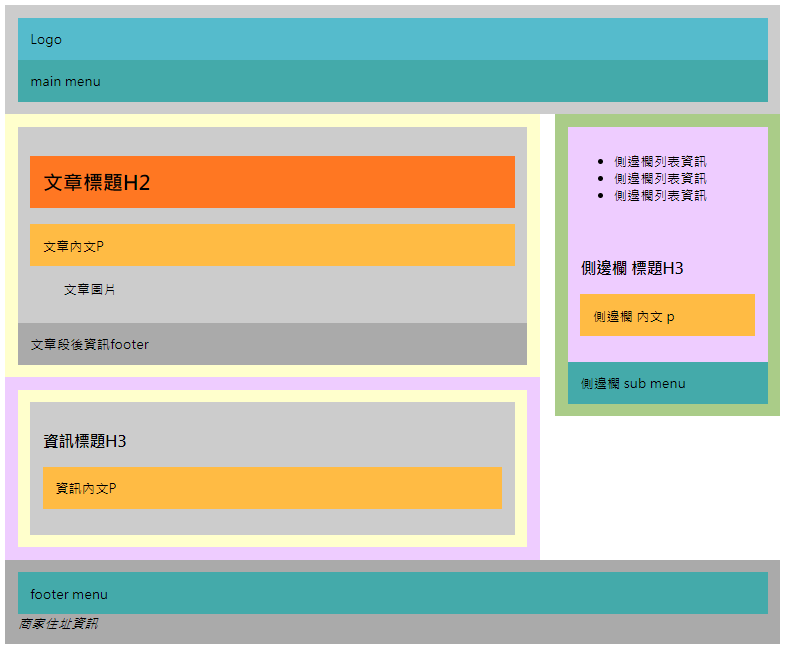 Logo
main menu
文章標題H2
文章內文P
文章圖片
文章段後資訊footer
資訊標題H3
資訊內文P
側邊欄列表資訊
側邊欄列表資訊
側邊欄列表資訊
側邊欄 標題H3
側邊欄 內文 p
側邊欄 sub menu
footer menu
商家住址資訊